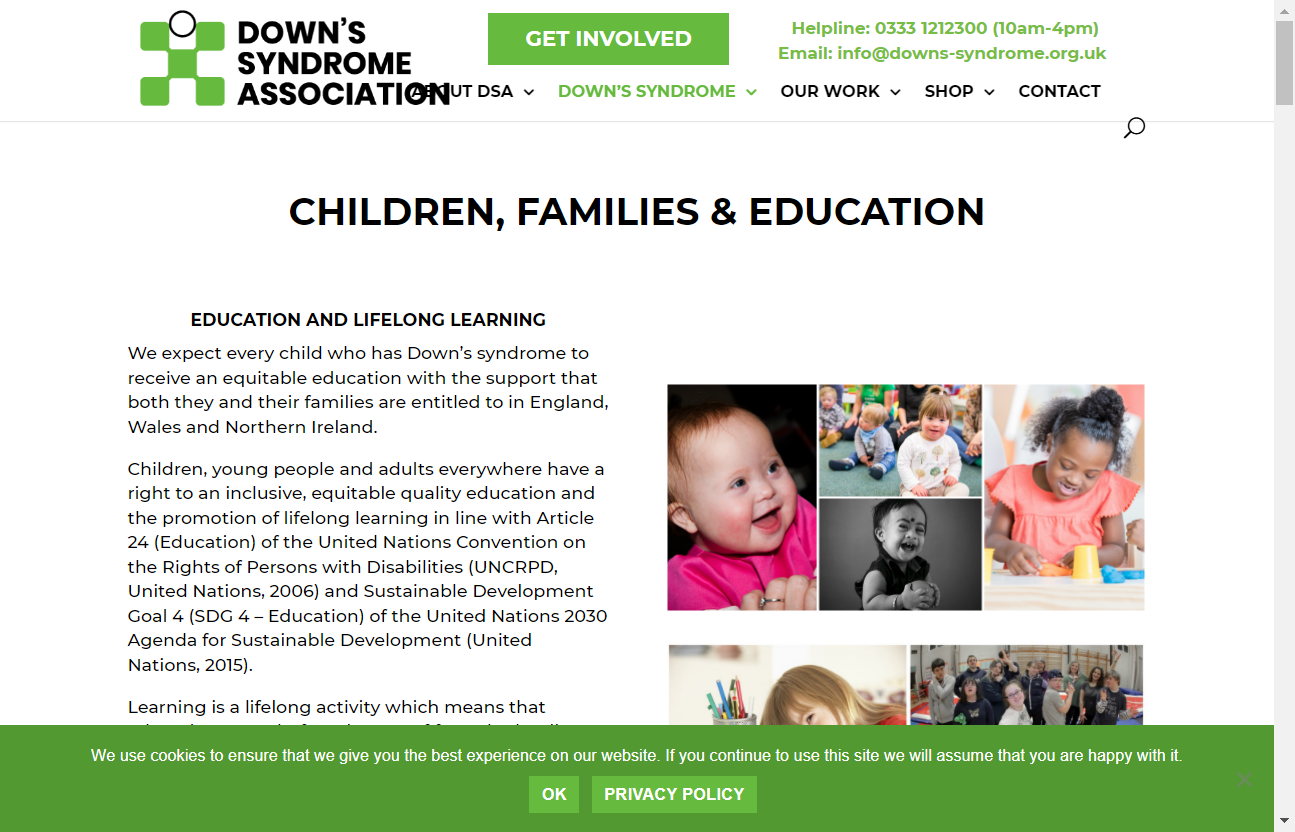 DOWN'S
SYNDROME
ASSOCIATION
GET INVOLVED
Helpline: 0333 1212300 (10am-4pm)
Email: info@downs-syndrome.org.uk
ABOUT DSA DOWN'S SYNDROME OUR WORK SHOP CONTACT
CHILDREN, FAMILIES & EDUCATION
EDUCATION AND LIFELONG LEARNING
We expect every child who has Down's syndrome to
receive an equitable education with the support that
both they and their families are entitled to in England,
Wales and Northern Ireland.
Children, young people and adults everywhere have a
right to an inclusive, equitable quality education and
the promotion of lifelong learning in line with Article
24 (Education) of the United Nations Convention on
the Rights of Persons with Disabilities (UNCRPD,
United Nations, 2006) and Sustainable Development
Goal 4 (SDG 4 – Education) of the United Nations 2030
Agenda for Sustainable Development (United
Nations, 2015).
Learning is a lifelong activity which means that
We use cookies to ensure that we give you the best experience on our website. If you continue to use this site we will assume that you are happy with it.
OK PRIVACY POLICY